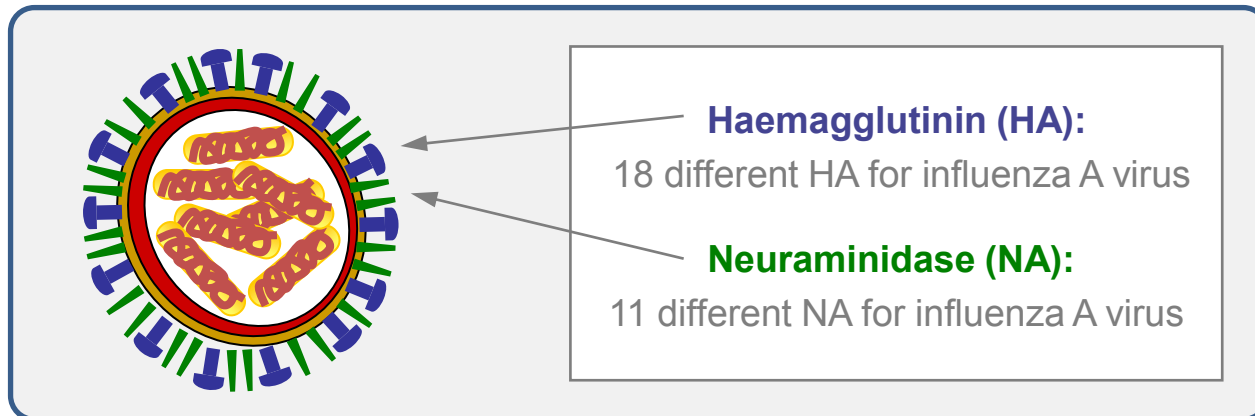 Haemagglutinin (HA):
18 different HA for influenza A virus
Neuraminidase (NA):
11 different NA for influenza A virus